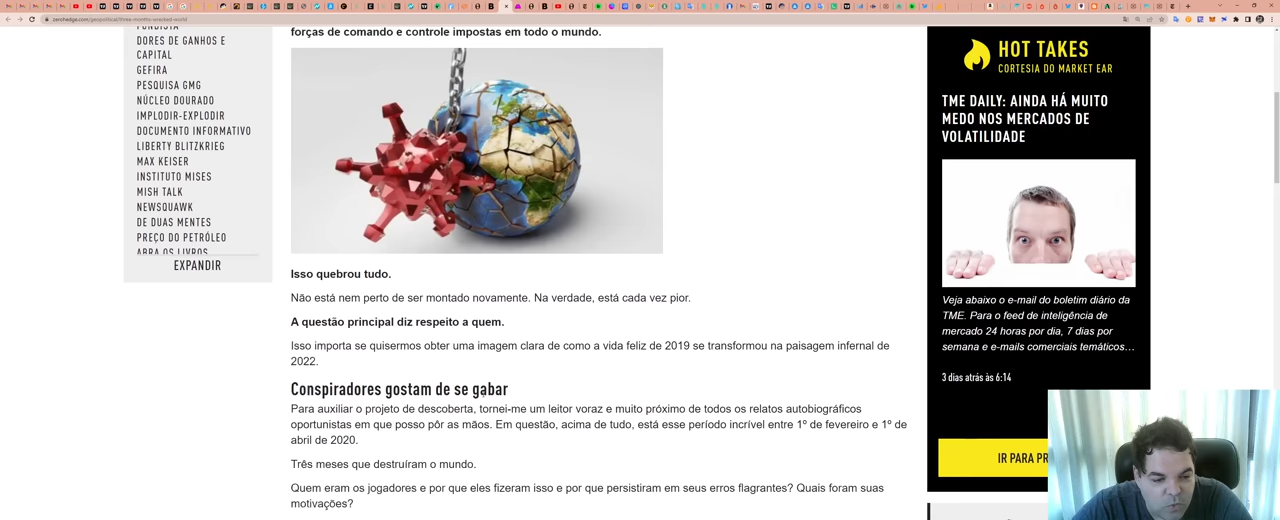 zerohedge.com/geopolitical/three-months-wrecked-world
FUNDISTA
DORES DE GANHOS E
CAPITAL
GEFIRA
PESQUISA GMG
NÚCLEO DOURADO
IMPLODIR-EXPLODIR
DOCUMENTO INFORMATIVO
LIBERTY BLITZKRIEG
MAX KEISER
INSTITUTO MISES
MISH TALK
NEWSQUAWK
DE DUAS MENTES
PREÇO DO PETRÓLEO
ABRA OS LIVROS
EXPANDIR
forças de comando e controle impostas em todo o mundo.
Isso quebrou tudo.
Não está nem perto de ser montado novamente. Na verdade, está cada vez pior.
A questão principal diz respeito a quem.
Isso importa se quisermos obter uma imagem clara de como a vida feliz de 2019 se transformou na paisagem infernal de
2022.
Conspiradores gostam de se gabar
Para auxiliar o projeto de descoberta, tornei-me um leitor voraz e muito próximo de todos os relatos autobiográficos
oportunistas em que posso pôr as mãos. Em questão, acima de tudo, está esse período incrível entre 1º de fevereiro e 1º de
abril de 2020.
Três meses que destruíram o mundo.
Quem eram os jogadores e por que eles fizeram isso e por que persistiram em seus erros flagrantes? Quais foram suas
motivações?
HOT TAKES
CORTESIA DO MARKET EAR
TME DAILY: AINDA HÁ MUITO
MEDO NOS MERCADOS DE
VOLATILIDADE
Veja abaixo o e-mail do boletim diário da
TME. Para o feed de inteligência de
mercado 24 horas por dia, 7 dias por
semana e e-mails comerciais temáticos…
3 dias atrás às 6:14
IR PARA PR